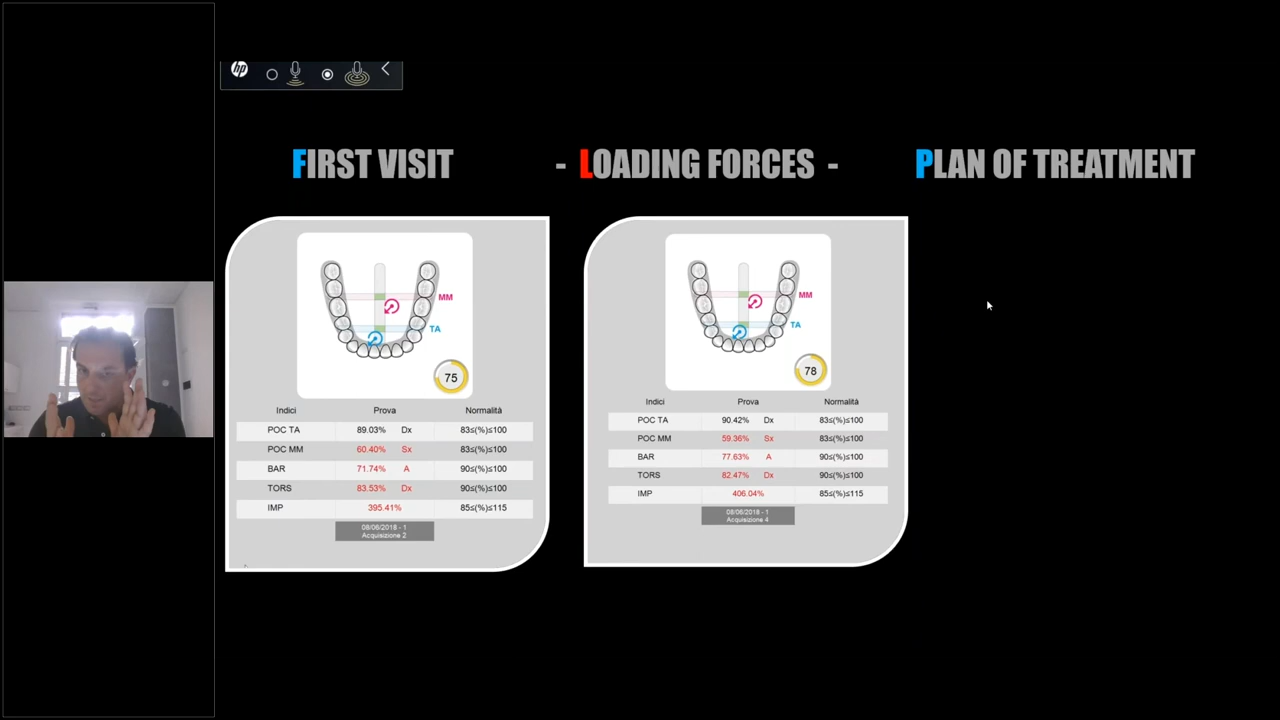 hp
FIRST VISIT - LOADING FORCES - PLAN OF TREATMENT
MM
TA
75
Indici Prova Normalità
POC TA 89.03% Dx 83≤(%)≤100
POC MM 60.40% Sx 83≤(%)≤100
BAR 71.74% A 90≤(%)≤100
TORS 83.53% Dx 90≤(%)≤100
IMP 395.41% 85≤(%)≤115
08/06/2018 - 1
Acquisizione 2
MM
TA
78
Indici Prova Normalità
POC TA 90.42% Dx 83≤(%)≤100
POC MM 59.36% Sx 83≤(%)≤100
BAR 77.63% A 90≤(%)≤100
TORS 82.47% Dx 90≤(%)≤100
IMP 406.04% 85≤(%)≤115
08/06/2018 - 1
Acquisizione 4